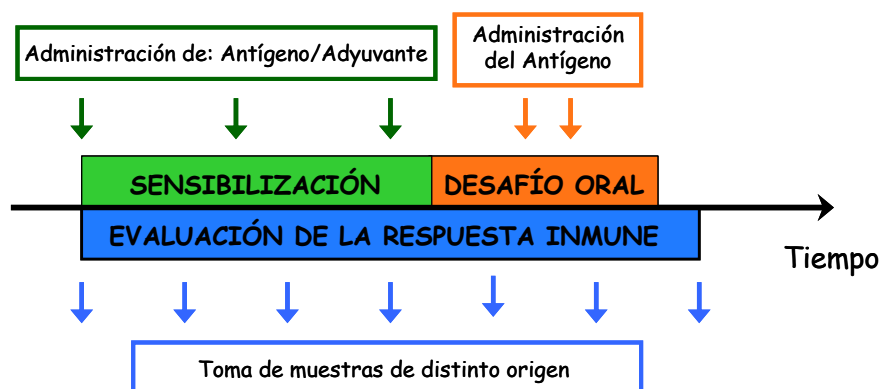 Administración de: Antígeno/Adyuvante
Administración
del Antígeno
SENSIBILIZACIÓN
DESAFÍO ORAL
EVALUACIÓN DE LA RESPUESTA INMUNE
Tiempo
Toma de muestras de distinto origen